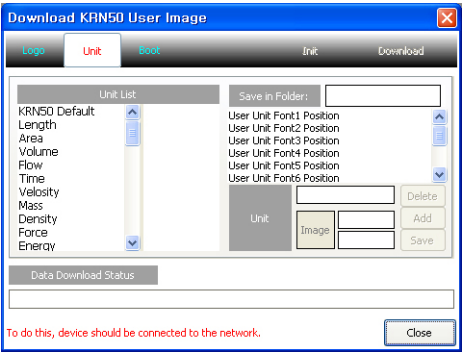 Download KRN50 User Image
Logo Unit Boot Init Download
Unit List
KRN50 Default
Length
Area
Volume
Flow
Time
Velosity
Mass
Density
Force
Energy
Save in Folder:
User Unit Font1 Position
User Unit Font2 Position
User Unit Font3 Position
User Unit Font4 Position
User Unit Font5 Position
User Unit Font6 Position
Unit
Image
Delete
Add
Save
Data Download Status
To do this, device should be connected to the network.
Close